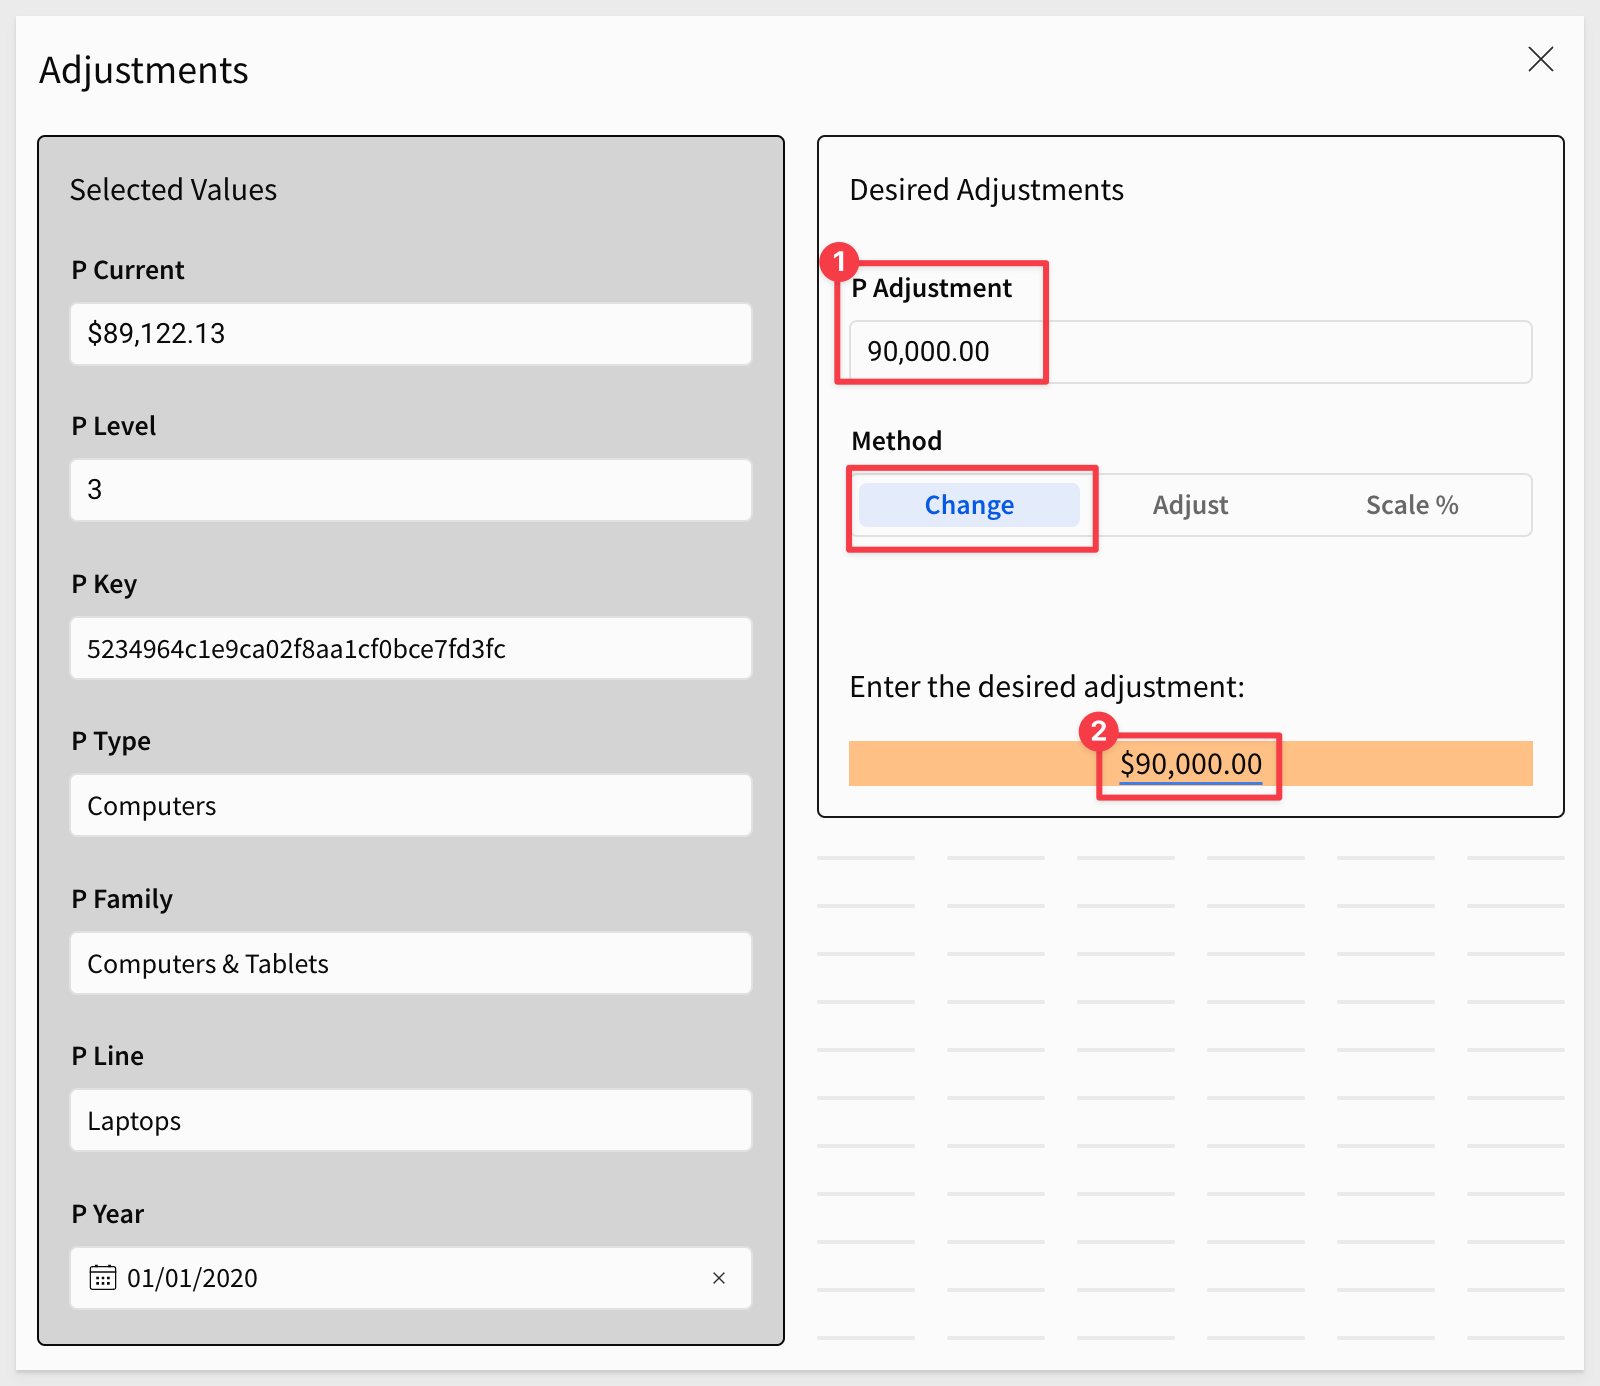 Adjustments
Selected Values
P Current
$89,122.13
P Level
3
P Key
5234964c1e9ca02f8aa1cf0bce7fd3fc
P Type
Computers
P Family
Computers & Tablets
P Line
Laptops
P Year
01/01/2020
Desired Adjustments
1
P Adjustment
90,000.00
Method
Change Adjust Scale %
Enter the desired adjustment:
2
$90,000.00